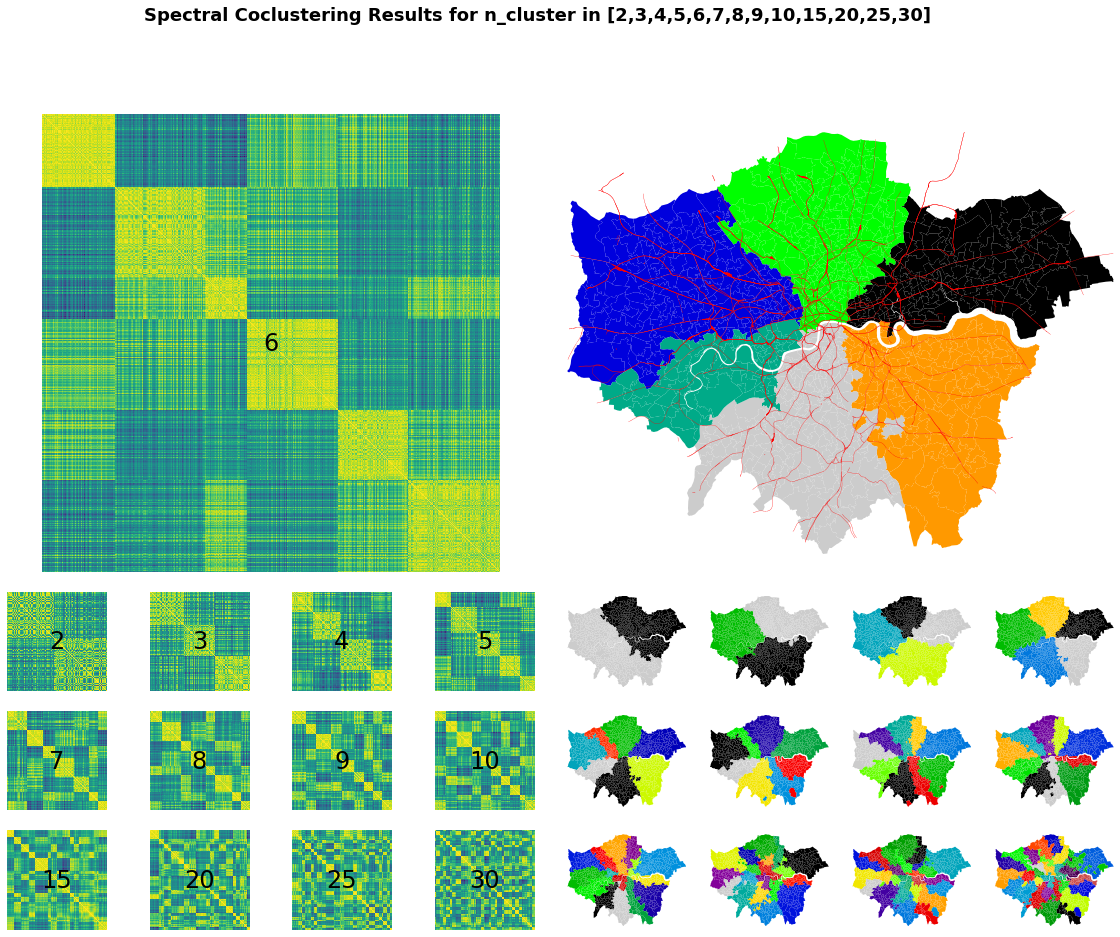 Spectral Coclustering Results for n_cluster in [2,3,4,5,6,7,8,9,10,15,20,25,30]
6
2 3 4 5
7 8 9 10
15 20 25 30